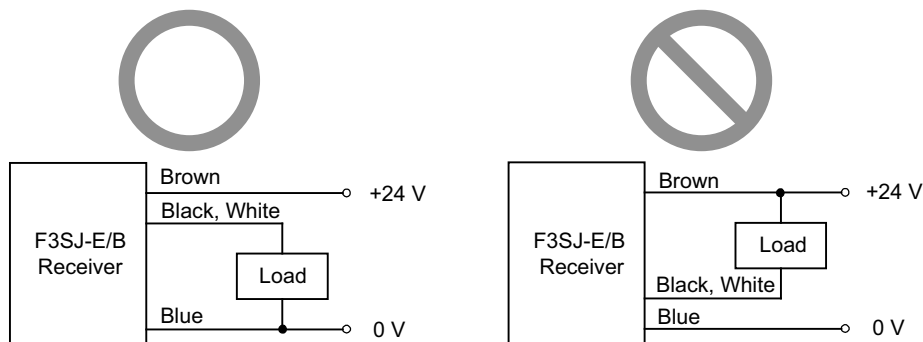 Brown
+24 V
Black, White
F3SJ-E/B
Receiver
Load
Blue
0 V
Brown
+24 V
F3SJ-E/B
Receiver
Load
Black, White
Blue
0 V